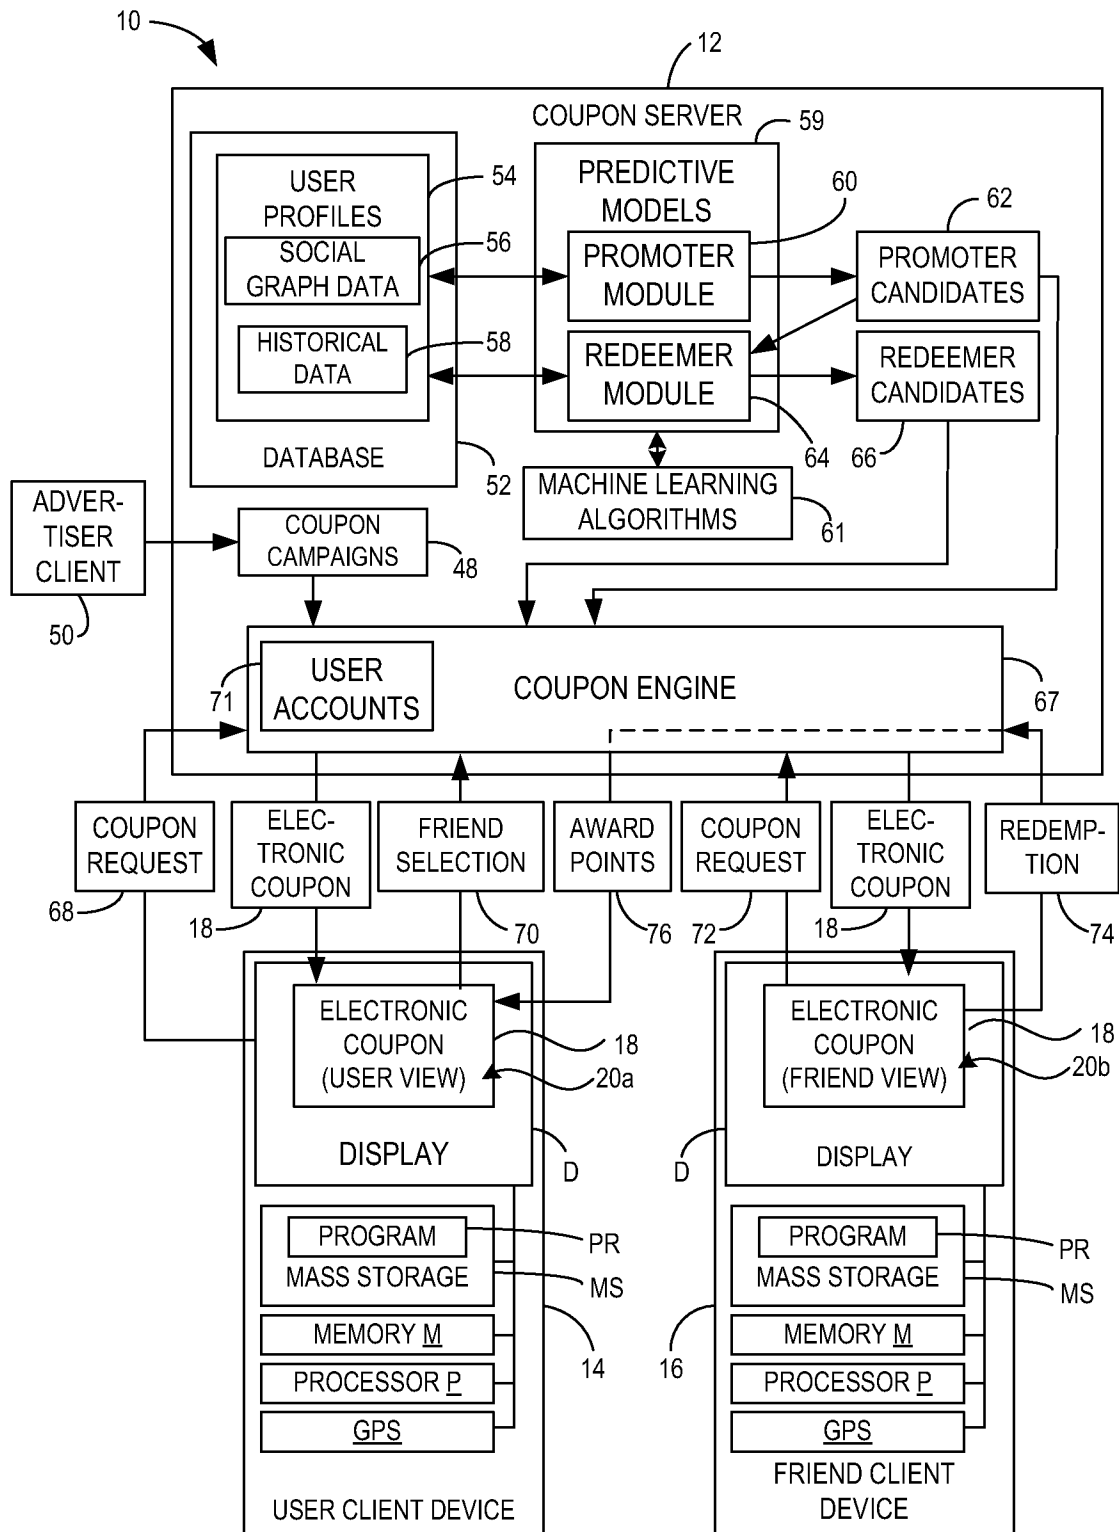 10
12
COUPON SERVER
59
USER
PROFILES
54
PREDICTIVE
MODELS
60
62
SOCIAL
GRAPH DATA
56
PROMOTER
MODULE
PROMOTER
CANDIDATES
HISTORICAL
DATA
58
REDEEMER
MODULE
REDEEMER
CANDIDATES
DATABASE
52
64
66
MACHINE LEARNING
ALGORITHMS
61
ADVER-
TISER
CLIENT
50
COUPON
CAMPAIGNS
48
USER
ACCOUNTS
71
COUPON ENGINE
67
COUPON
REQUEST
68
ELEC-
TRONIC
COUPON
18
FRIEND
SELECTION
70
AWARD
POINTS
76
COUPON
REQUEST
72
ELEC-
TRONIC
COUPON
18
REDEMP-
TION
74
ELECTRONIC
COUPON
(USER VIEW)
18
20a
DISPLAY
D
ELECTRONIC
COUPON
(FRIEND VIEW)
18
20b
DISPLAY
D
PROGRAM
PR
MASS STORAGE
MS
MEMORY M
14
PROCESSOR P
GPS
USER CLIENT DEVICE
PROGRAM
PR
MASS STORAGE
MS
MEMORY M
16
PROCESSOR P
GPS
FRIEND CLIENT
DEVICE